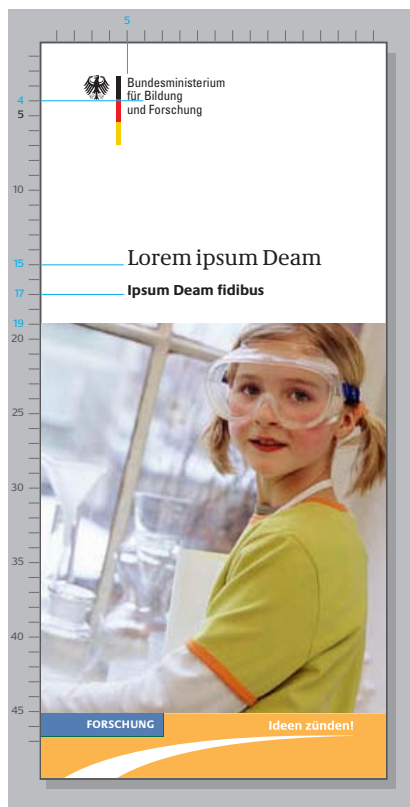 5
Bundesministerium
für Bildung
und Forschung
4
5
10
15
Lorem ipsum Deam
17
Ipsum Deam fidibus
19
20
25
30
35
40
45
FORSCHUNG
Ideen zünden!